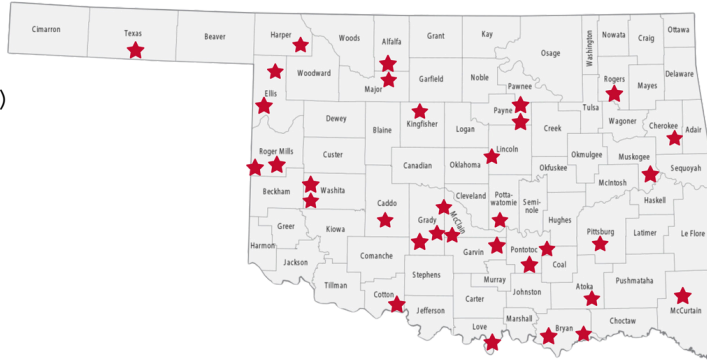 Cimarron
Texas
Beaver
Harper
Woods
Alfalfa
Grant
Kay
Osage
Washington
Nowata
Craig
Ottawa
Woodward
Major
Garfield
Noble
Pawnee
Rogers
Mayes
Delaware
)
Ellis
Dewey
Blaine
Kingfisher
Logan
Payne
Creek
Tulsa
Wagoner
Cherokee
Adair
Roger Mills
Custer
Canadian
Oklahoma
Lincoln
Okfuskee
Okmulgee
Muskogee
Sequoyah
Beckham
Washita
Caddo
Grady
McClain
Cleveland
Potta-
watomie
Semi-
nole
Hughes
McIntosh
Haskell
Greer
Kiowa
Pittsburg
Latimer
Le Flore
Harmon
Jackson
Comanche
Stephens
Garvin
Pontotoc
Coal
Tillman
Cotton
Jefferson
Carter
Murray
Johnston
Atoka
Pushmataha
McCurtain
Love
Marshall
Bryan
Choctaw